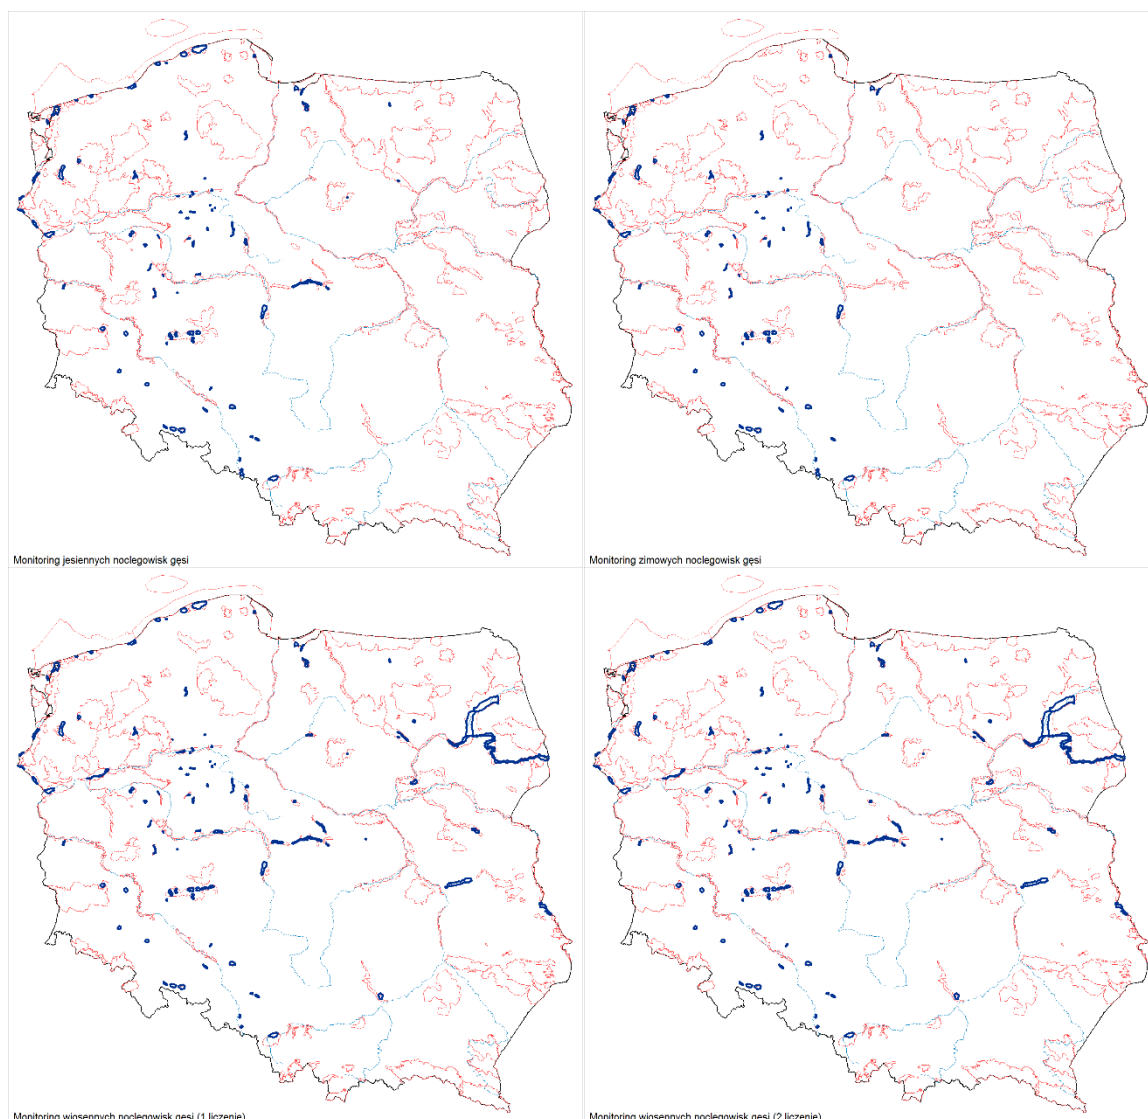 Monitoring jesiennych noclegowisk gęsi
Monitoring zimowych noclegowisk gęsi
Monitoring wiosennych noclegowisk gęsi (1 liczenie)
Monitoring wiosennych noclegowisk gęsi (2 liczenie)